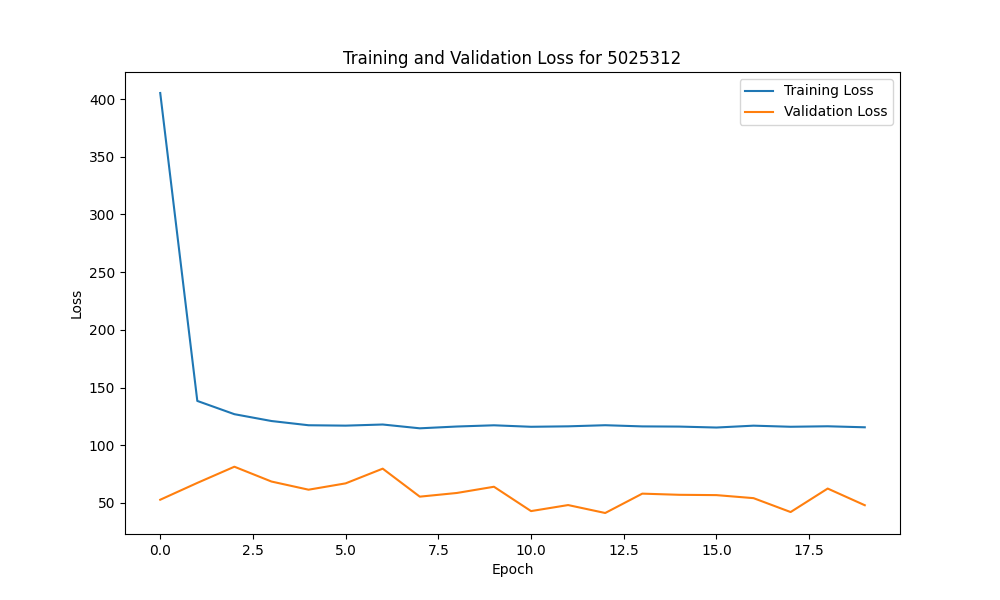 Training and Validation Loss for 5025312
Training Loss
Validation Loss
Loss
400
350
300
250
200
150
100
50
0.0 2.5 5.0 7.5 10.0 12.5 15.0 17.5
Epoch